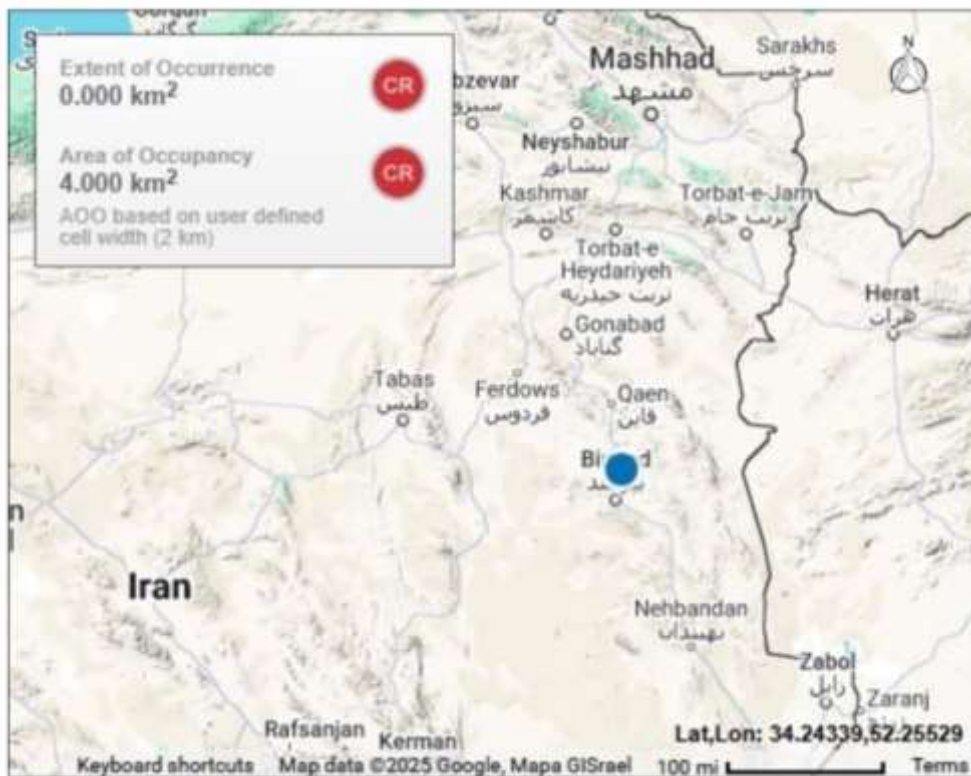 Extent of Occurrence
0.000 km²
CR
Area of Occupancy
4.000 km²
CR
AOO based on user defined
cell width (2 km)
N
Mashhad
مشهد
Sarakhs
سرخس
bzevar
Neyshabur
نیشابور
Kashmar
کاشمر
Torbat-e-Jam
تربت جام
Torbat-e
Heydariyeh
تربت حیدریه
Herat
هرات
Gonabad
گناباد
Tabas
طبس
Ferdows
فردوس
Qaen
قاین
Iran
Nehbandan
نهبندان
Zabol
زابل
Zaranj
Rafsanjan
Kerman
Lat,Lon: 34.24339,52.25529
Keyboard shortcuts
Map data ©2025 Google, Mapa GISrael
100 mi
Terms